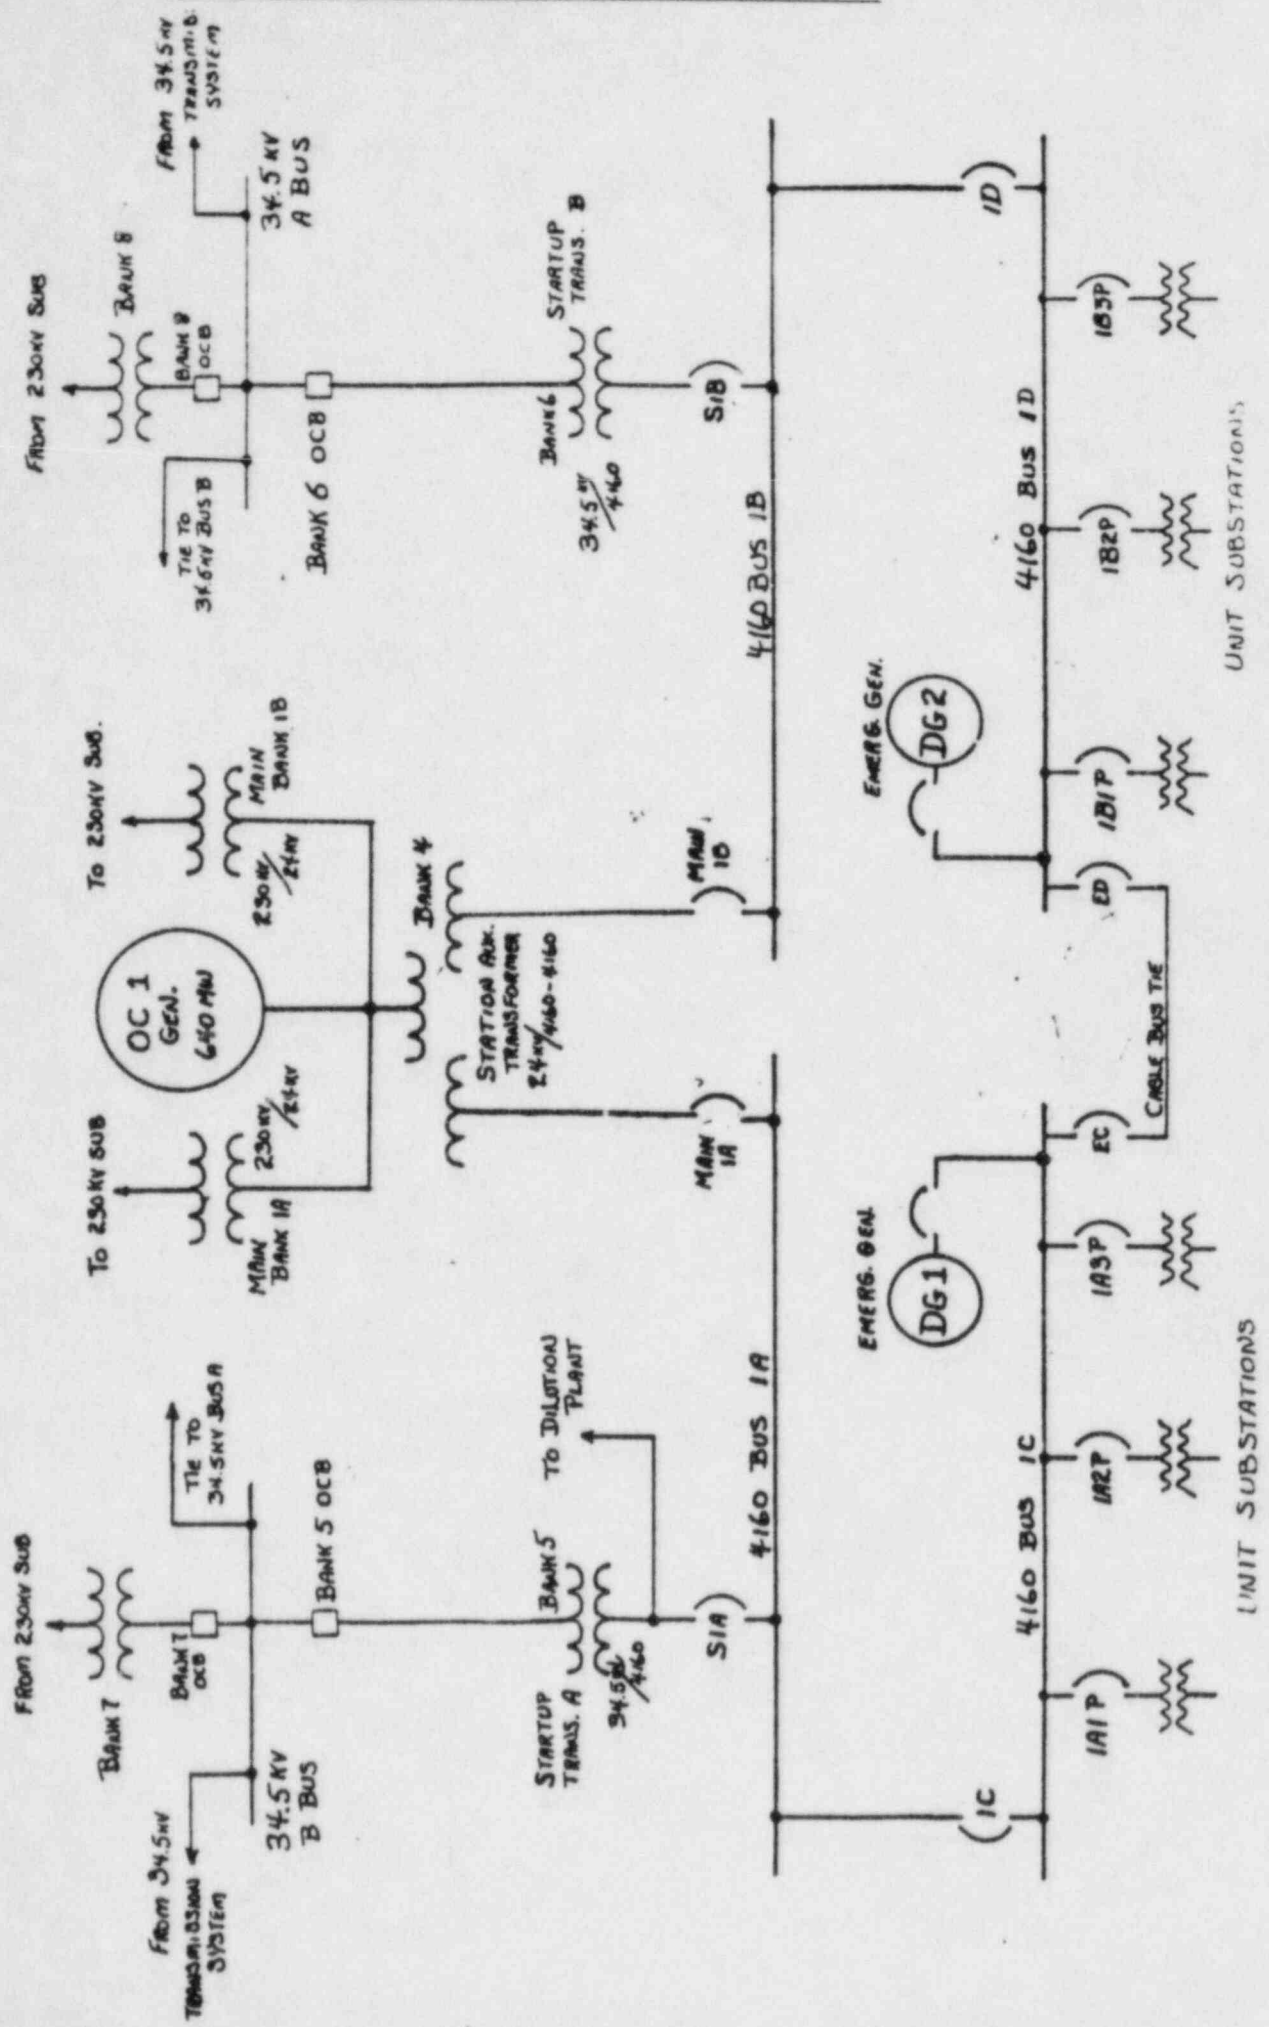 FROM 230KV SUB
BANK 7
BANK 7
OCB
FROM 34.5KV
TRANSMISSION
SYSTEM
34.5 KV
B BUS
TIE TO
34.5KV BUS A
BANK 5 OCB
STARTUP
TRANS. A
BANK 5
34.5KV
/4160
TO DILUTION
PLANT
S1A
TO 230KV SUB
MAIN
BANK 1A
230KV
/24KV
OC 1
GEN.
640 MW
TO 230KV SUB.
230KV
/24KV
MAIN
BANK 1B
BANK 4
STATION AUX.
TRANSFORMER
24KV/4160-4160
MAIN
1A
MAIN
1B
FROM 230KV SUB
BANK 8
BANK 8
OCB
TIE TO
34.5KV BUS B
FROM 34.5KV
TRANSMIS.
SYSTEM
34.5 KV
A BUS
BANK 6 OCB
BANK 6
34.5KV
/4160
STARTUP
TRANS. B
S1B
4160 BUS 1A
4160 BUS 1B
1C
EMERG. GEN.
DG1
EMERG. GEN.
DG2
1D
4160 BUS 1C
4160 BUS 1D
1A1P
1A2P
1A3P
EC
CABLE BUS TIE
ED
1B1P
1B2P
1B3P
UNIT SUBSTATIONS
UNIT SUBSTATIONS